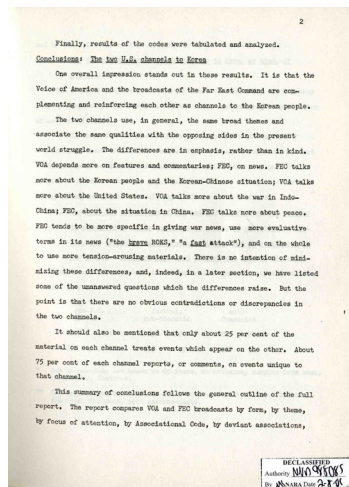 2
Finally, results of the codes were tabulated and analyzed.
Conclusions: The two U.S. channels to Korea
One overall impression stands out in these results. It is that the
Voice of America and the broadcasts of the Far East Command are com-
plementing and reinforcing each other as channels to the Korean people.
The two channels use, in general, the same broad themes and
associate the same qualities with the opposing sides in the present
world struggle. The differences are in emphasis, rather than in kind.
VOA depends more on features and commentaries; FEC, on news. FEC talks
more about the Korean people and the Korean-Chinese situation; VOA talks
more about the United States. VOA talks more about the war in Indo-
China; FEC, about the situation in China. FEC talks more about peace.
FEC tends to be more specific in giving war news, use more evaluative
terms in its news ("the brave ROKS," "a fast attack"), and on the whole
to use more tension-arousing materials. There is no intention of mini-
mizing these differences, and, indeed, in a later section, we have listed
some of the unanswered questions which the differences raise. But the
point is that there are no obvious contradictions or discrepancies in
the two channels.
It should also be mentioned that only about 25 per cent of the
material on each channel treats events which appear on the other. About
75 per cent of each channel reports, or comments, on events unique to
that channel.
This summary of conclusions follows the general outline of the full
report. The report compares VOA and FEC broadcasts by form, by theme,
by focus of attention, by Associational Code, by deviant associations,
DECLASSIFIED
Authority
By NARA Date